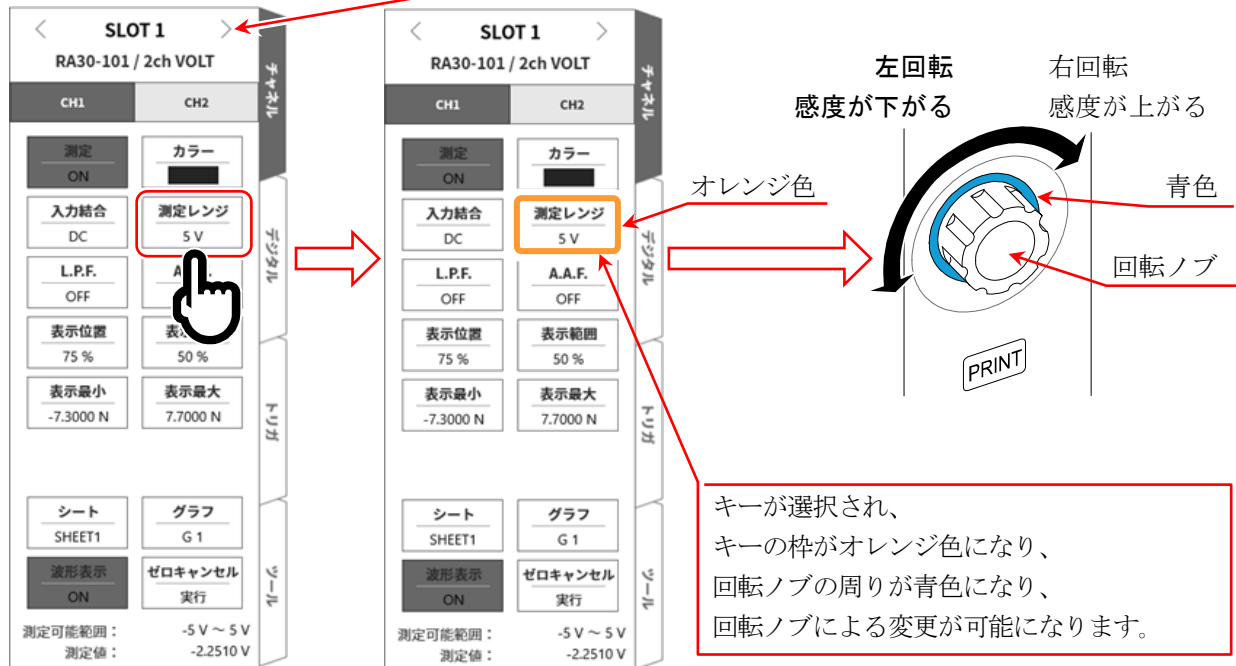 < SLOT 1 >
RA30-101 / 2ch VOLT
CH1 CH2
測定 カラー
ON
入力結合 測定レンジ
DC 5 V
L.P.F. A
OFF
表示位置 表
75 % 50 %
表示最小 表示最大
-7.3000 N 7.7000 N
シート グラフ
SHEET1 G 1
波形表示 ゼロキャンセル
ON 実行
測定可能範囲： -5 V ～ 5 V
測定値： -2.2510 V
チャネル
デジタル
トリガ
ツール
< SLOT 1 >
RA30-101 / 2ch VOLT
CH1 CH2
測定 カラー
ON
入力結合 測定レンジ
DC 5 V
L.P.F. A.A.F.
OFF OFF
表示位置 表示範囲
75 % 50 %
表示最小 表示最大
-7.3000 N 7.7000 N
シート グラフ
SHEET1 G 1
波形表示 ゼロキャンセル
ON 実行
測定可能範囲： -5 V ～ 5 V
測定値： -2.2510 V
チャネル
デジタル
トリガ
ツール
オレンジ色
左回転
感度が下がる
右回転
感度が上がる
青色
回転ノブ
PRINT
キーが選択され、
キーの枠がオレンジ色になり、
回転ノブの周りが青色になり、
回転ノブによる変更が可能になります。